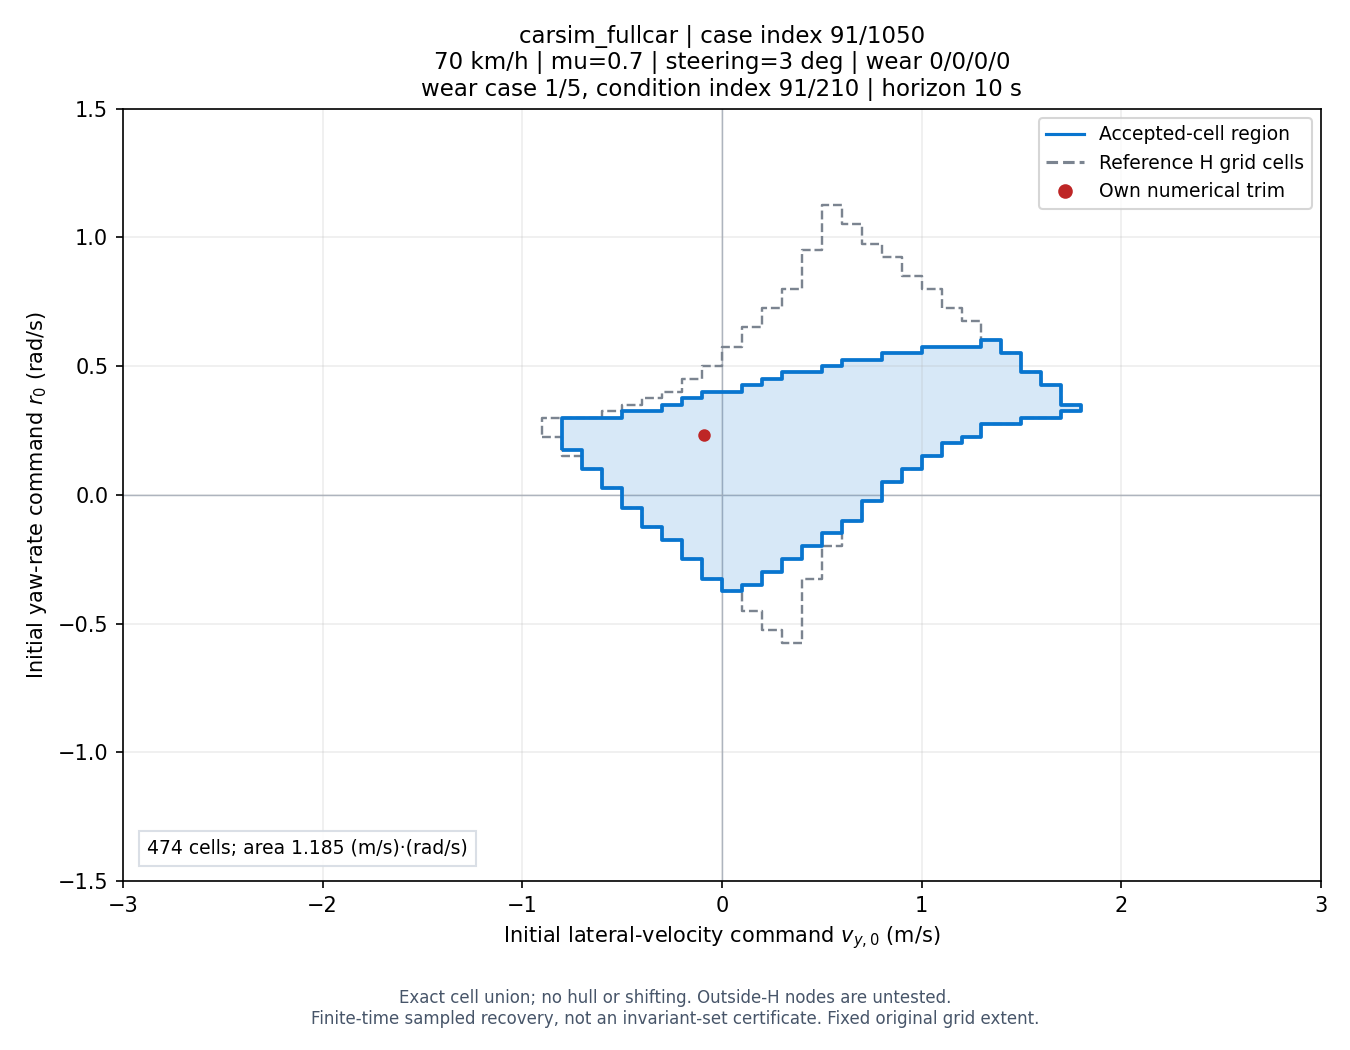 carsim_fullcar | case index 91/1050
70 km/h | mu=0.7 | steering=3 deg | wear 0/0/0/0
wear case 1/5, condition index 91/210 | horizon 10 s
Accepted-cell region
Reference H grid cells
Own numerical trim
1.5
1.0
0.5
0.0
−0.5
−1.0
−1.5
Initial yaw-rate command r₀ (rad/s)
474 cells; area 1.185 (m/s)·(rad/s)
−3
−2
−1
0
1
2
3
Initial lateral-velocity command v_{y,0} (m/s)
Exact cell union; no hull or shifting. Outside-H nodes are untested.
Finite-time sampled recovery, not an invariant-set certificate. Fixed original grid extent.